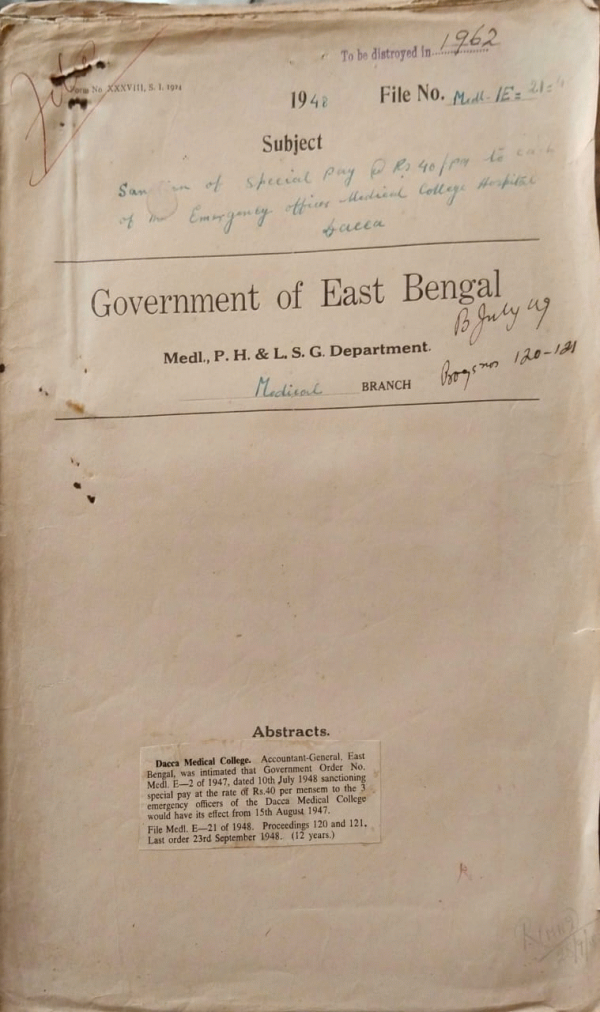 To be distroyed in 1962
Form No XXXVIII, S. I. 1921
1948 File No. Medl. 1E= 21=
Subject
Sanction of Special Pay @ Rs 40/pm to each
of the Emergency officer Medical College Hospital
Dacca
Government of East Bengal
B July 49
Medl., P. H. & L. S. G. Department.
Progs nos 120-121
Medical BRANCH
Abstracts.
Dacca Medical College. Accountant-General, East
Bengal, was intimated that Government Order No.
Medl. E—2 of 1947, dated 10th July 1948 sanctioning
special pay at the rate of Rs.40 per mensem to the 3
emergency officers of the Dacca Medical College
would have its effect from 15th August 1947.
File Medl. E—21 of 1948. Proceedings 120 and 121.
Last order 23rd September 1948. (12 years.)